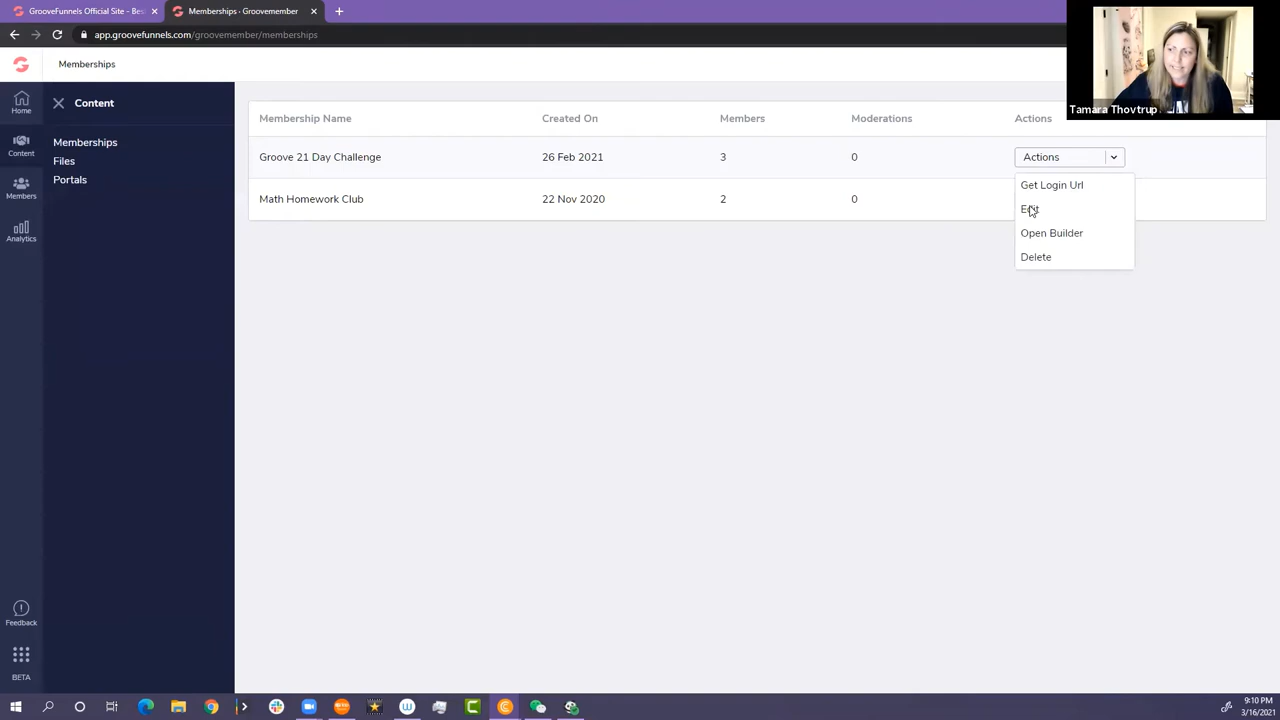 GrooveFunnels Official Site - Bes
Memberships · Groovemember
app.groovefunnels.com/groovemember/memberships
Memberships
Tamara Thovtrup
Home
Content
Members
Analytics
Feedback
BETA
Content
Memberships
Files
Portals
Membership Name Created On Members Moderations Actions
Groove 21 Day Challenge 26 Feb 2021 3 0 Actions
Math Homework Club 22 Nov 2020 2 0
Get Login Url
Edit
Open Builder
Delete
9:10 PM
3/16/2021